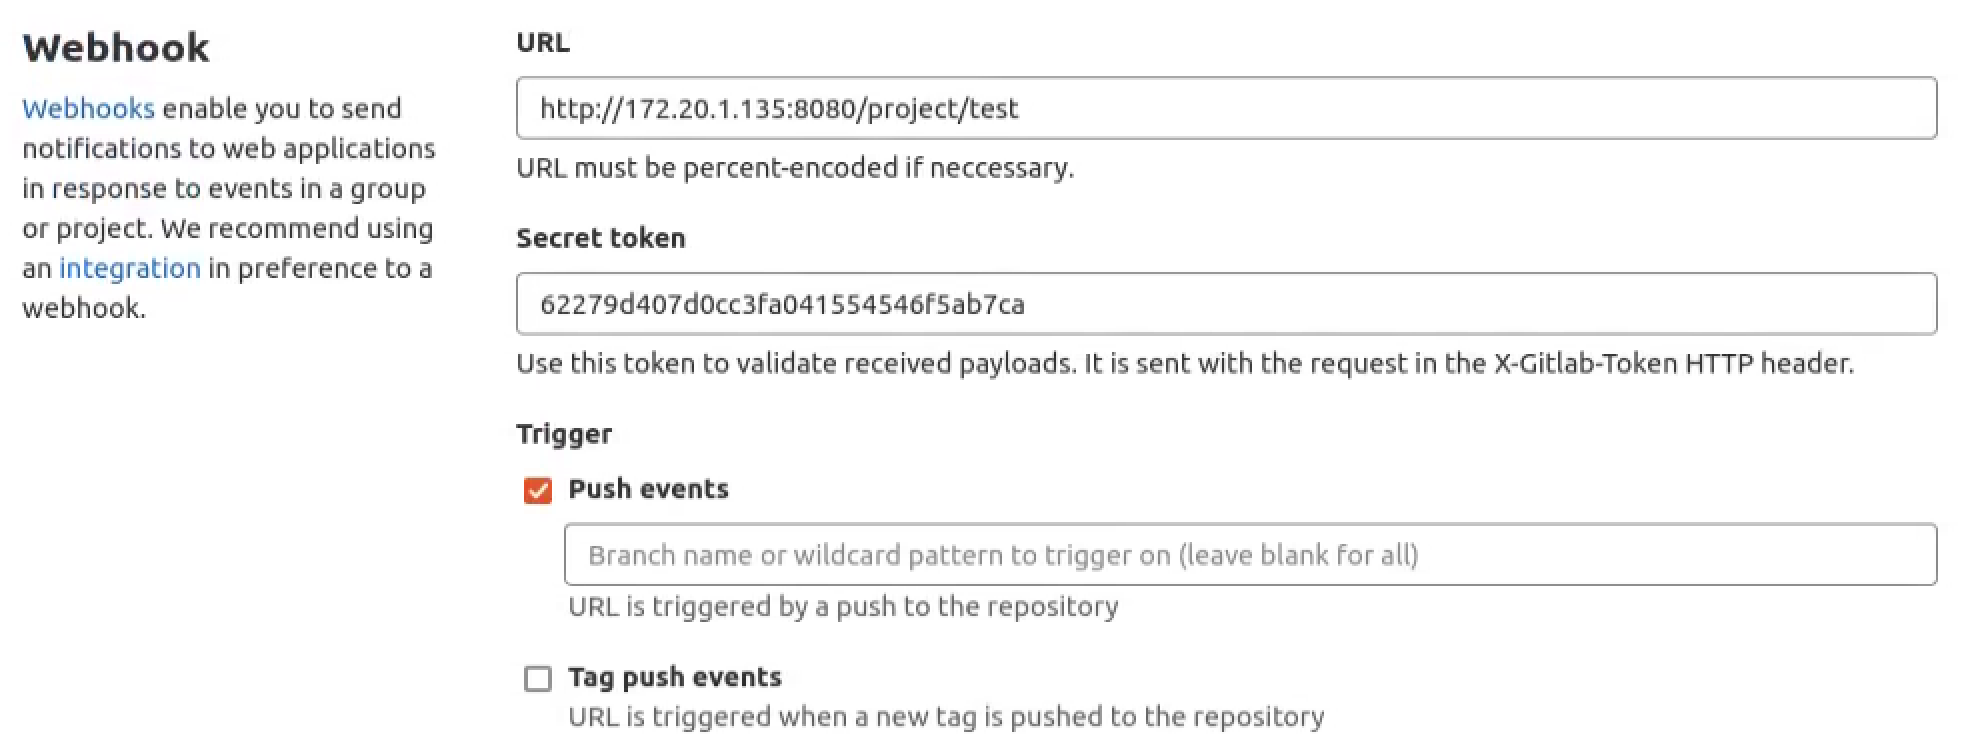 Webhook
Webhooks enable you to send
notifications to web applications
in response to events in a group
or project. We recommend using
an integration in preference to a
webhook.
URL
http://172.20.1.135:8080/project/test
URL must be percent-encoded if neccessary.
Secret token
62279d407d0cc3fa041554546f5ab7ca
Use this token to validate received payloads. It is sent with the request in the X-Gitlab-Token HTTP header.
Trigger
Push events
Branch name or wildcard pattern to trigger on (leave blank for all)
URL is triggered by a push to the repository
Tag push events
URL is triggered when a new tag is pushed to the repository